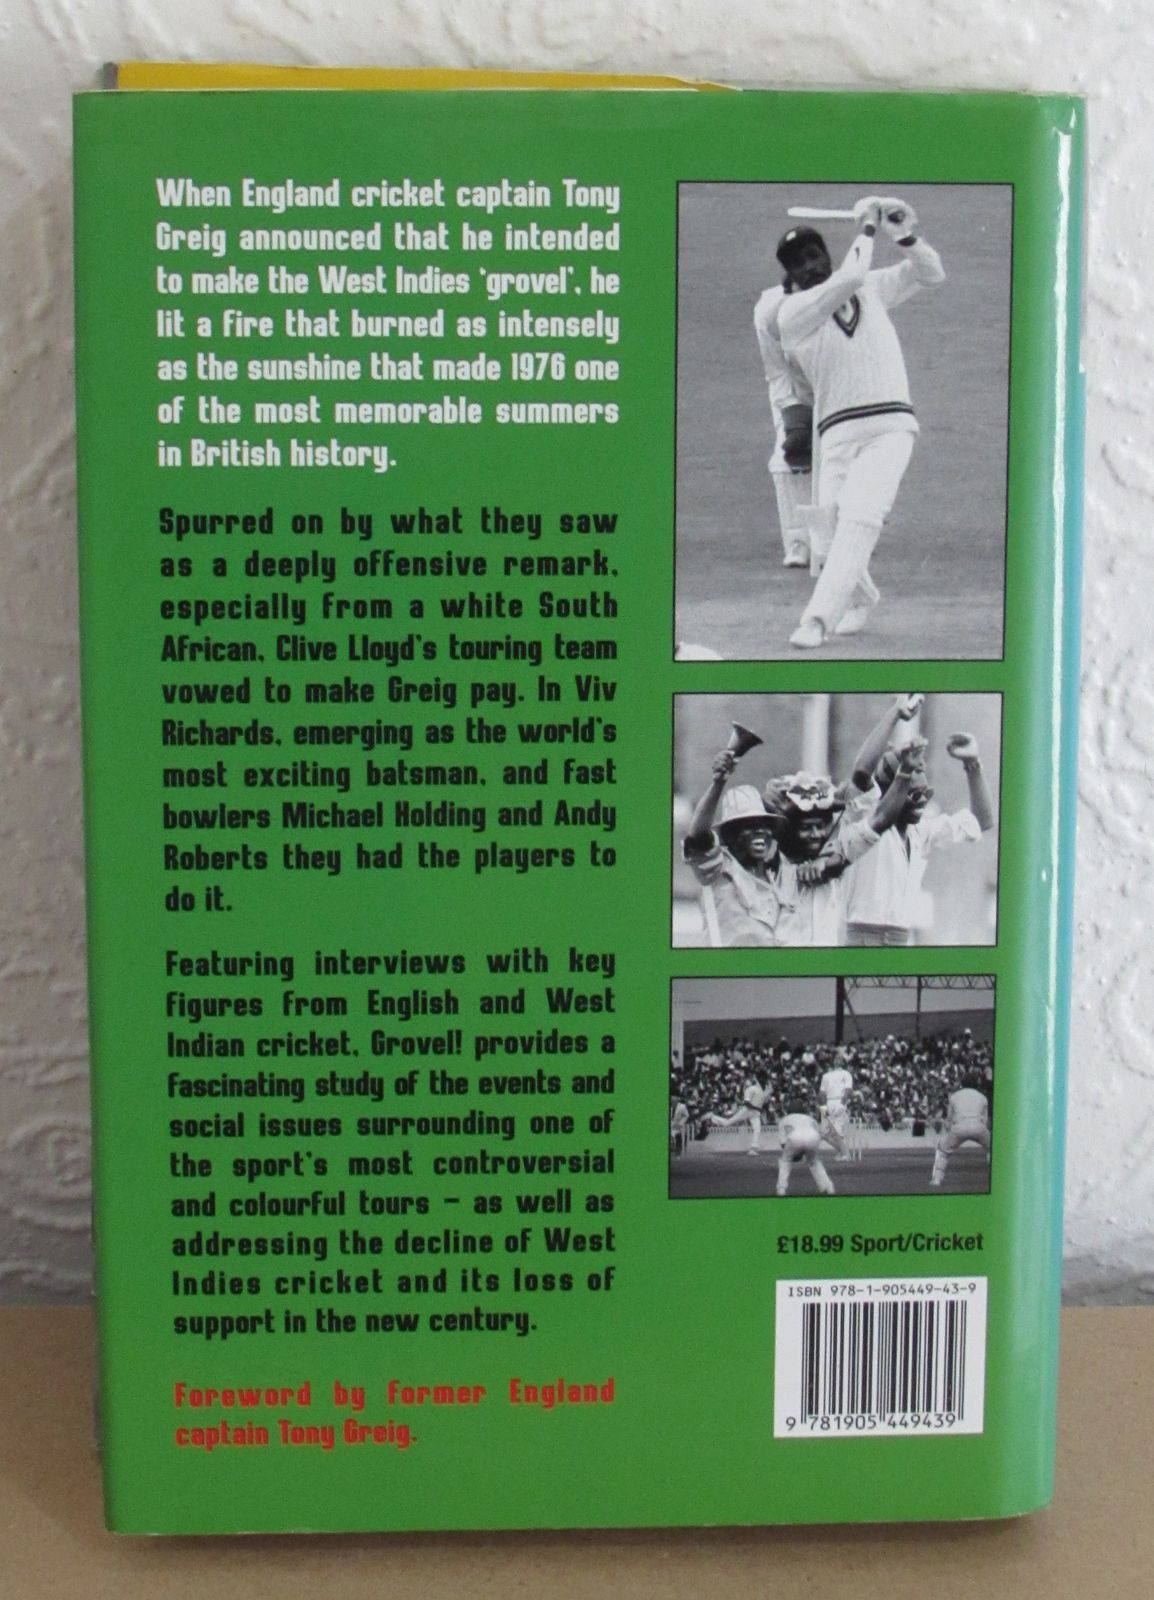 When England cricket captain Tony
Greig announced that he intended
to make the West Indies 'grovel', he
lit a fire that burned as intensely
as the sunshine that made 1976 one
of the most memorable summers
in British history.
Spurred on by what they saw
as a deeply offensive remark,
especially from a white South
African, Clive Lloyd's touring team
vowed to make Greig pay. In Viv
Richards, emerging as the world's
most exciting batsman, and fast
bowlers Michael Holding and Andy
Roberts they had the players to
do it.
Featuring interviews with key
figures from English and West
Indian cricket, Grovel! provides a
fascinating study of the events and
social issues surrounding one of
the sport's most controversial
and colourful tours – as well as
addressing the decline of West
Indies cricket and its loss of
support in the new century.
Foreword by former England
captain Tony Greig.
£18.99 Sport/Cricket
ISBN 978-1-905449-43-9
9 781905 449439